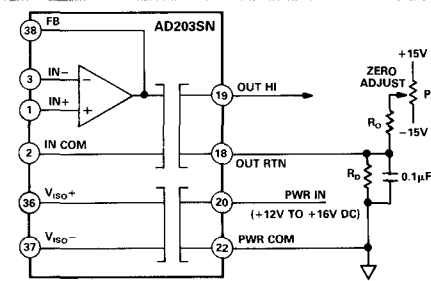 FB
38
AD203SN
3
IN−
−
1
IN+
+
2
IN COM
19
OUT HI
18
OUT RTN
36
VISO+
20
PWR IN
(+12V TO +16V DC)
37
VISO−
22
PWR COM
+15V
ZERO
ADJUST
P
RO
−15V
RD
0.1μF